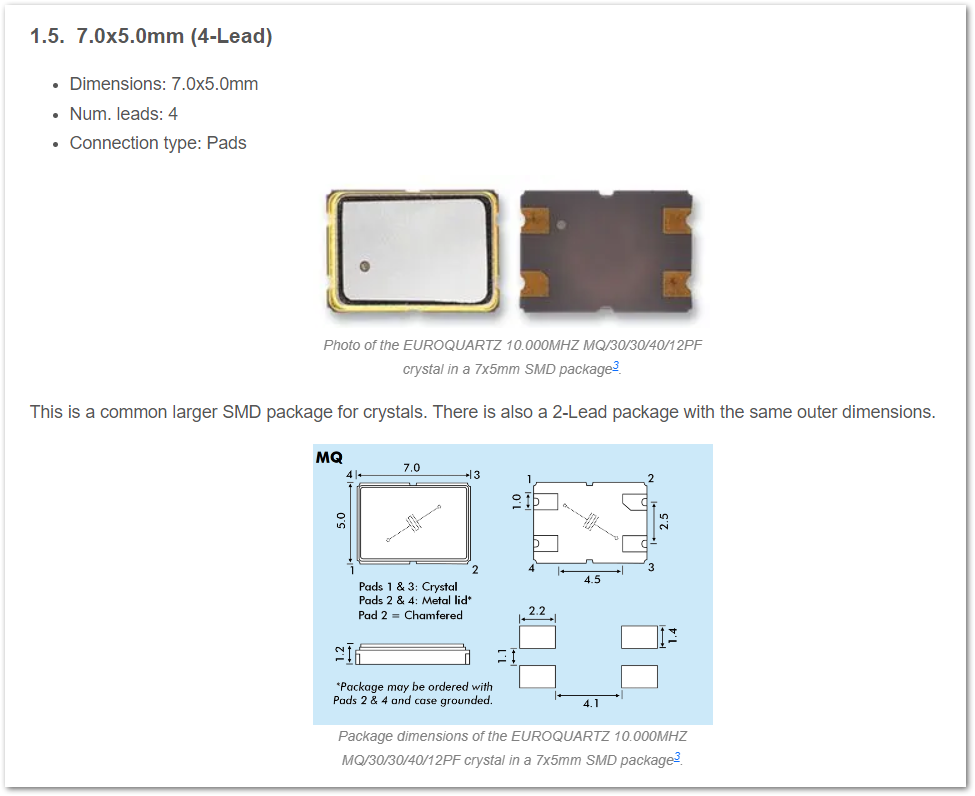 1.5. 7.0x5.0mm (4-Lead)
Dimensions: 7.0x5.0mm
Num. leads: 4
Connection type: Pads
Photo of the EUROQUARTZ 10.000MHZ MQ/30/30/40/12PF
crystal in a 7x5mm SMD package3.
This is a common larger SMD package for crystals. There is also a 2-Lead package with the same outer dimensions.
MQ
4 7.0 3
5.0
1 2
1 2
1.0
2.5
4 3
4.5
Pads 1 & 3: Crystal
Pads 2 & 4: Metal lid*
Pad 2 = Chamfered
1.2
*Package may be ordered with
Pads 2 & 4 and case grounded.
2.2
1.4
1.1
4.1
Package dimensions of the EUROQUARTZ 10.000MHZ
MQ/30/30/40/12PF crystal in a 7x5mm SMD package3.